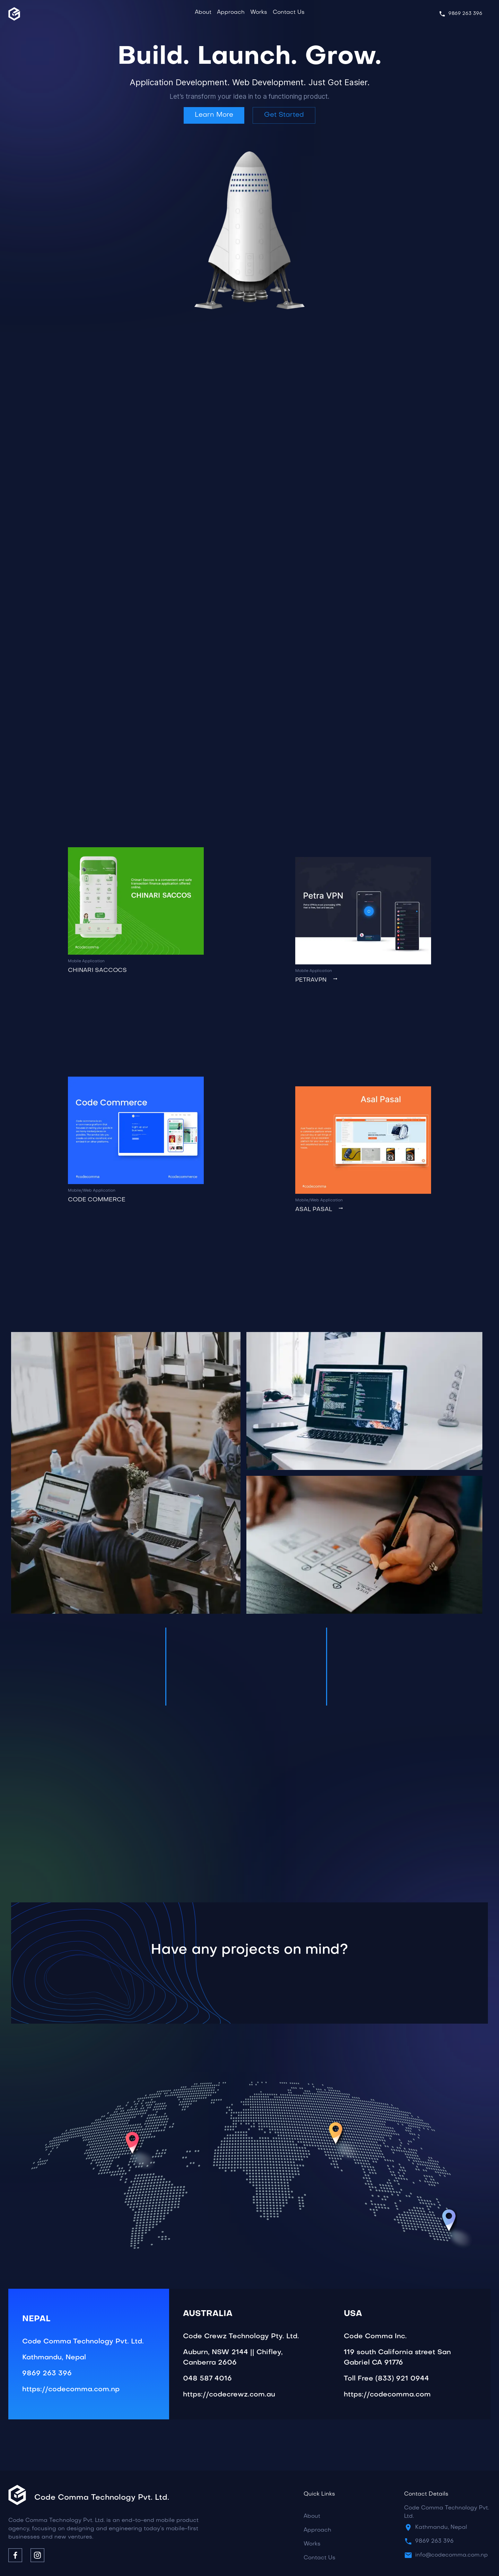 About Approach Works Contact Us
9869 263 396
Build. Launch. Grow.
Application Development. Web Development. Just Got Easier.
Let's transform your idea in to a functioning product.
Learn More
Get Started
CHINARI SACCOS
#codecomma
Mobile Application
CHINARI SACCOCS
Petra VPN
Mobile Application
PETRAVPN →
Code Commerce
#codecomma
#codecommerce
Mobile/Web Application
CODE COMMERCE
Asal Pasal
#codecomma
Mobile/Web Application
ASAL PASAL →
Have any projects on mind?
NEPAL
Code Comma Technology Pvt. Ltd.
Kathmandu, Nepal
9869 263 396
https://codecomma.com.np
AUSTRALIA
Code Crewz Technology Pty. Ltd.
Auburn, NSW 2144 || Chifley,
Canberra 2606
048 587 4016
https://codecrewz.com.au
USA
Code Comma Inc.
119 south California street San
Gabriel CA 91776
Toll Free (833) 921 0944
https://codecomma.com
Code Comma Technology Pvt. Ltd.
Code Comma Technology Pvt. Ltd. is an end-to-end mobile product
agency, focusing on designing and engineering today's mobile-first
businesses and new ventures.
Quick Links
About
Approach
Works
Contact Us
Contact Details
Code Comma Technology Pvt.
Ltd.
Kathmandu, Nepal
9869 263 396
info@codecomma.com.np